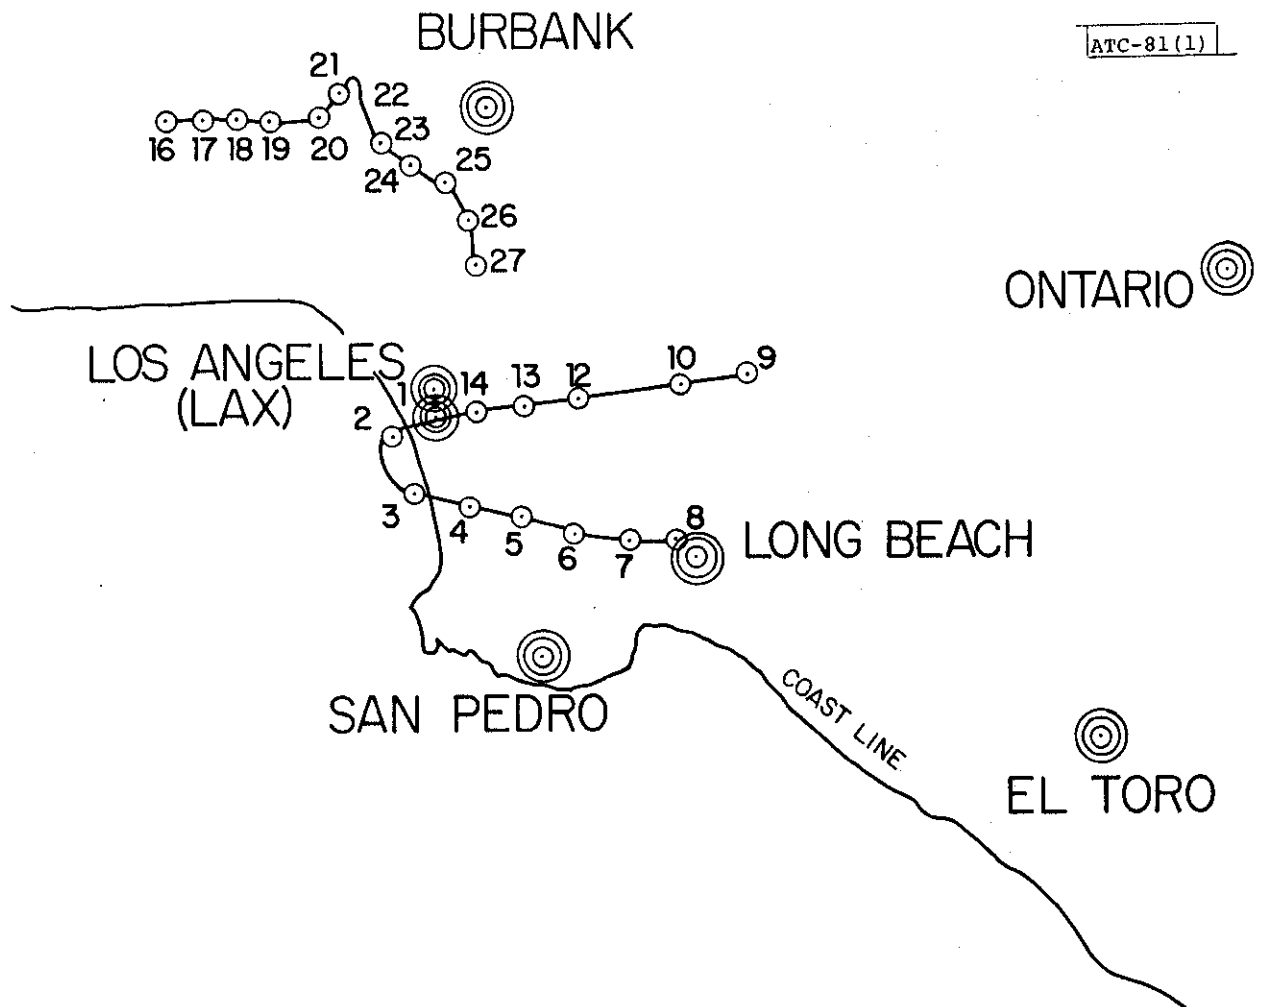 BURBANK
ATC-81(1)
21
22
16 17 18 19 20
23
24
25
26
27
ONTARIO
LOS ANGELES
(LAX)
1
14
13
12
10
9
2
3
4
5
6
7
8
LONG BEACH
SAN PEDRO
COAST LINE
EL TORO